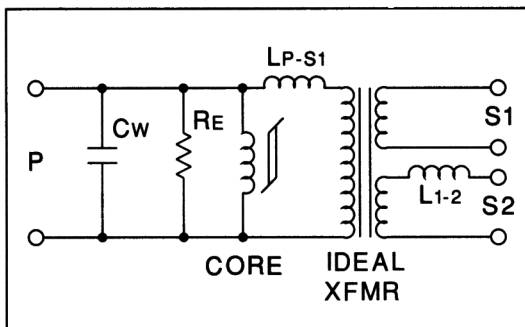 LP-S1
CW
RE
S1
P
L1-2
S2
CORE
IDEAL
XFMR